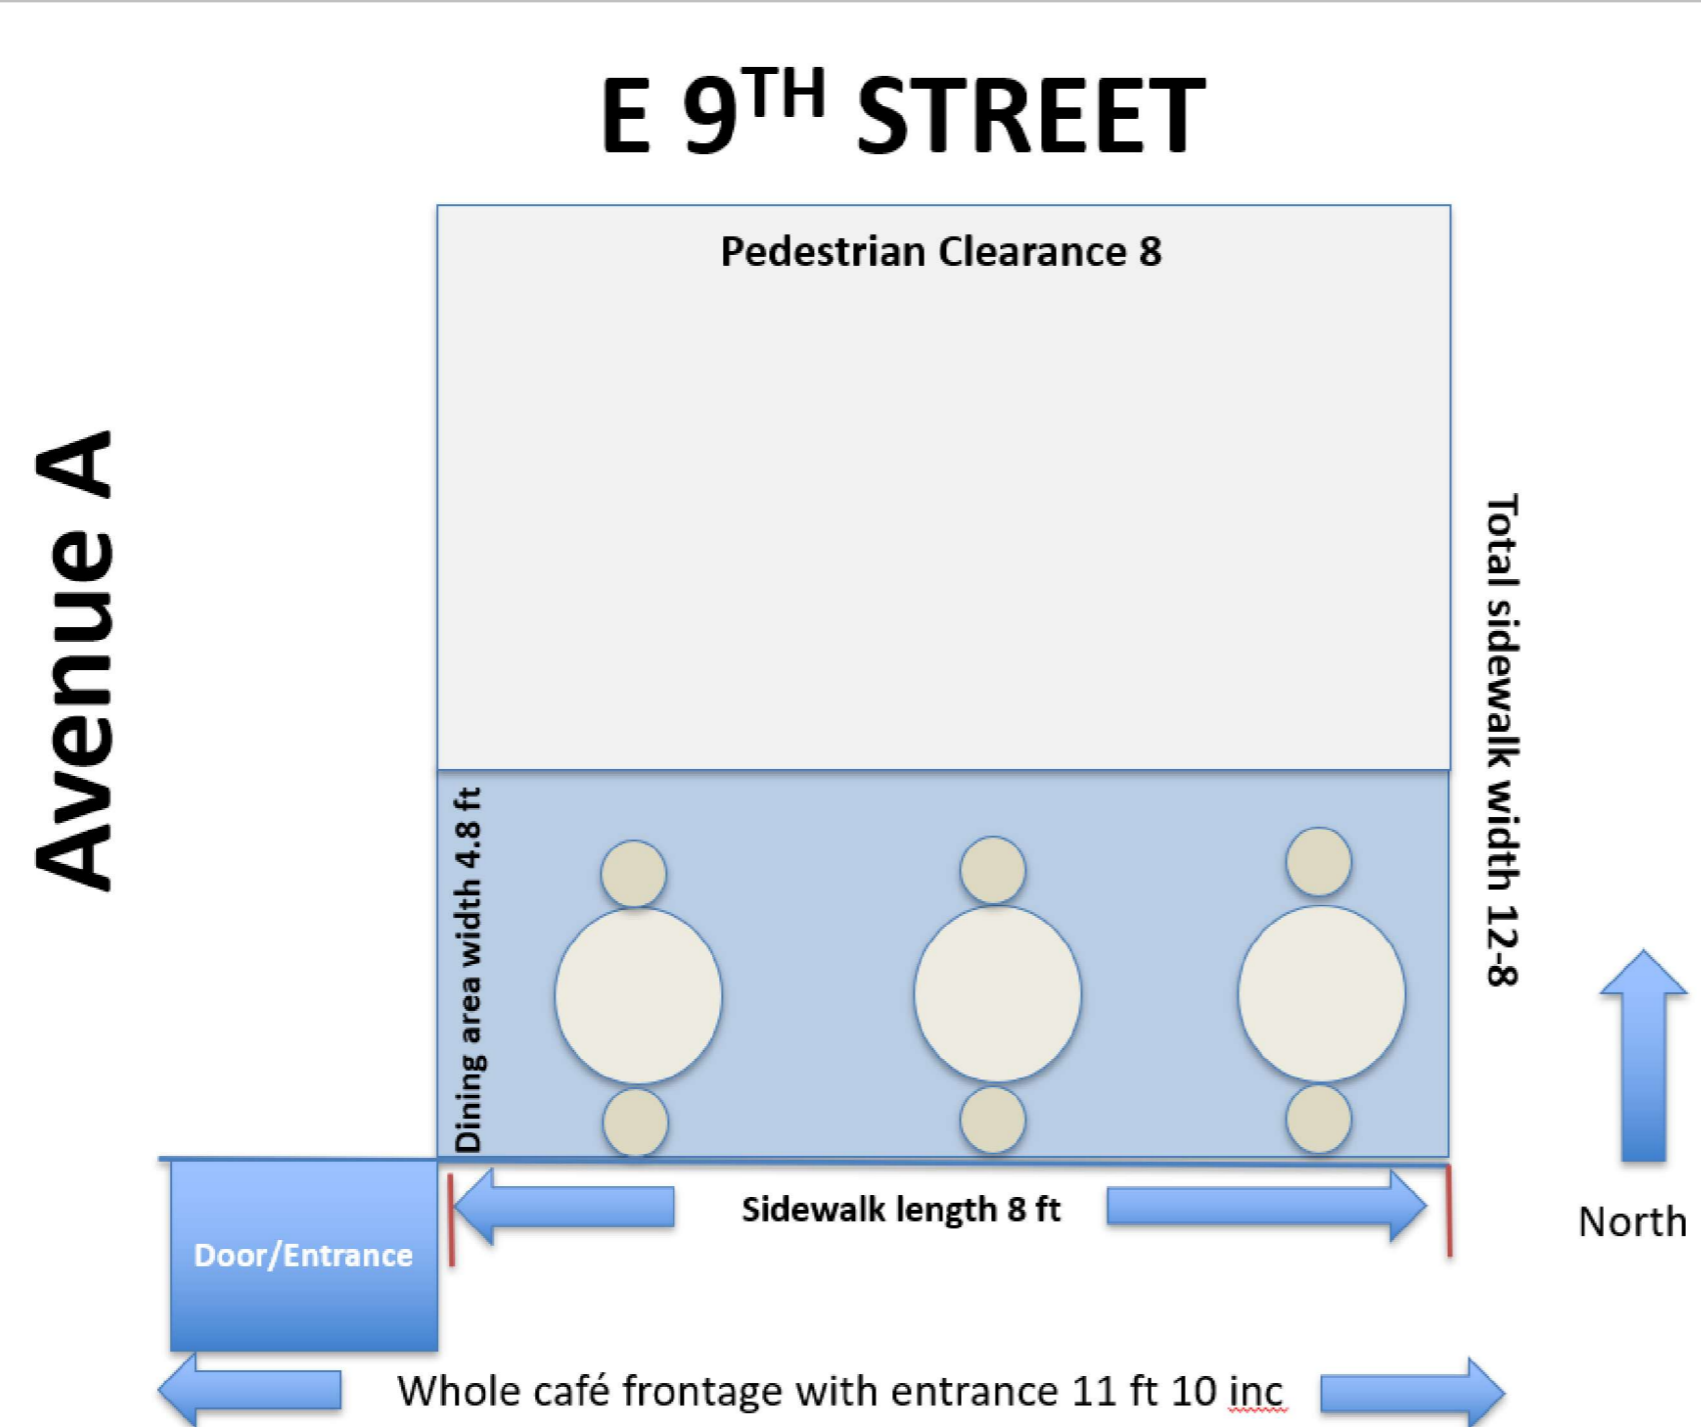 E 9TH STREET
Pedestrian Clearance 8
Avenue A
Total sidewalk width 12-8
Dining area width 4.8 ft
Sidewalk length 8 ft
North
Door/Entrance
Whole café frontage with entrance 11 ft 10 inc